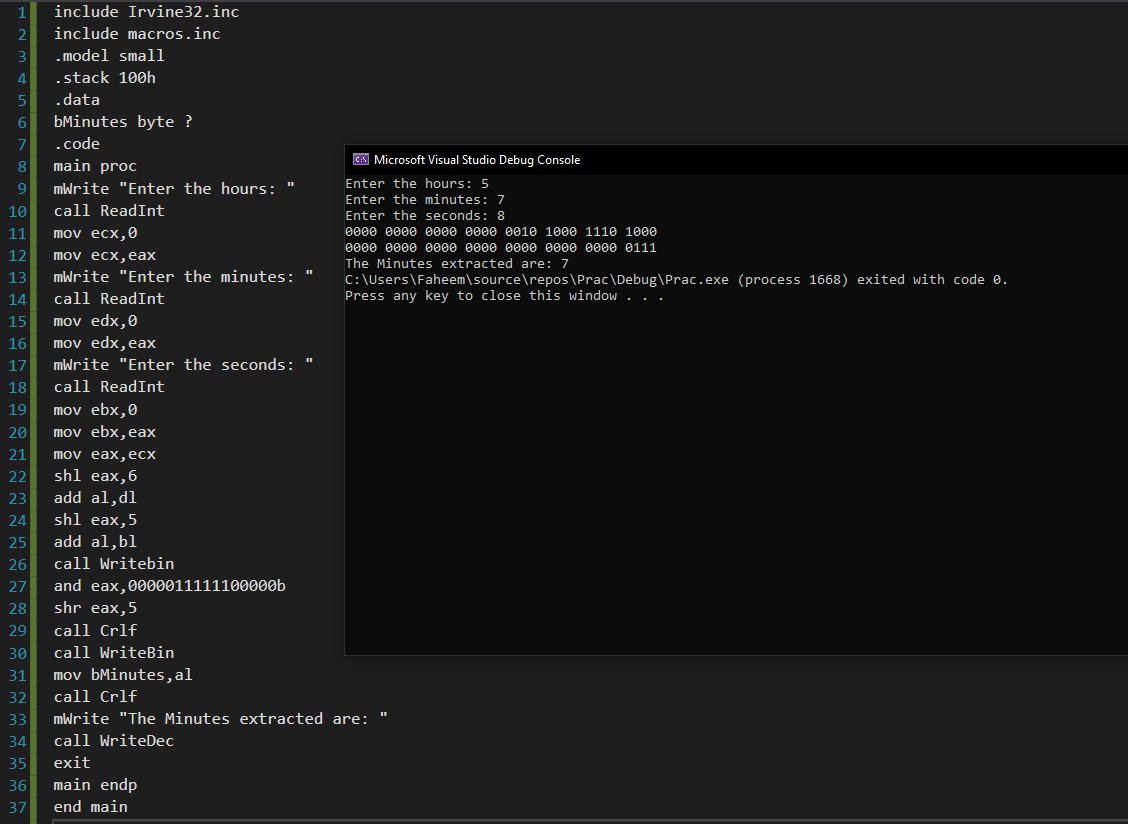 1 include Irvine32.inc
2 include macros.inc
3 .model small
4 .stack 100h
5 .data
6 bMinutes byte ?
7 .code
8 main proc
9 mWrite "Enter the hours: "
10 call ReadInt
11 mov ecx,0
12 mov ecx,eax
13 mWrite "Enter the minutes: "
14 call ReadInt
15 mov edx,0
16 mov edx,eax
17 mWrite "Enter the seconds: "
18 call ReadInt
19 mov ebx,0
20 mov ebx,eax
21 mov eax,ecx
22 shl eax,6
23 add al,dl
24 shl eax,5
25 add al,bl
26 call Writebin
27 and eax,0000011111100000b
28 shr eax,5
29 call Crlf
30 call WriteBin
31 mov bMinutes,al
32 call Crlf
33 mWrite "The Minutes extracted are: "
34 call WriteDec
35 exit
36 main endp
37 end main
Microsoft Visual Studio Debug Console
Enter the hours: 5
Enter the minutes: 7
Enter the seconds: 8
0000 0000 0000 0000 0010 1000 1110 1000
0000 0000 0000 0000 0000 0000 0000 0111
The Minutes extracted are: 7
C:\Users\Faheem\source\repos\Prac\Debug\Prac.exe (process 1668) exited with code 0.
Press any key to close this window . . .